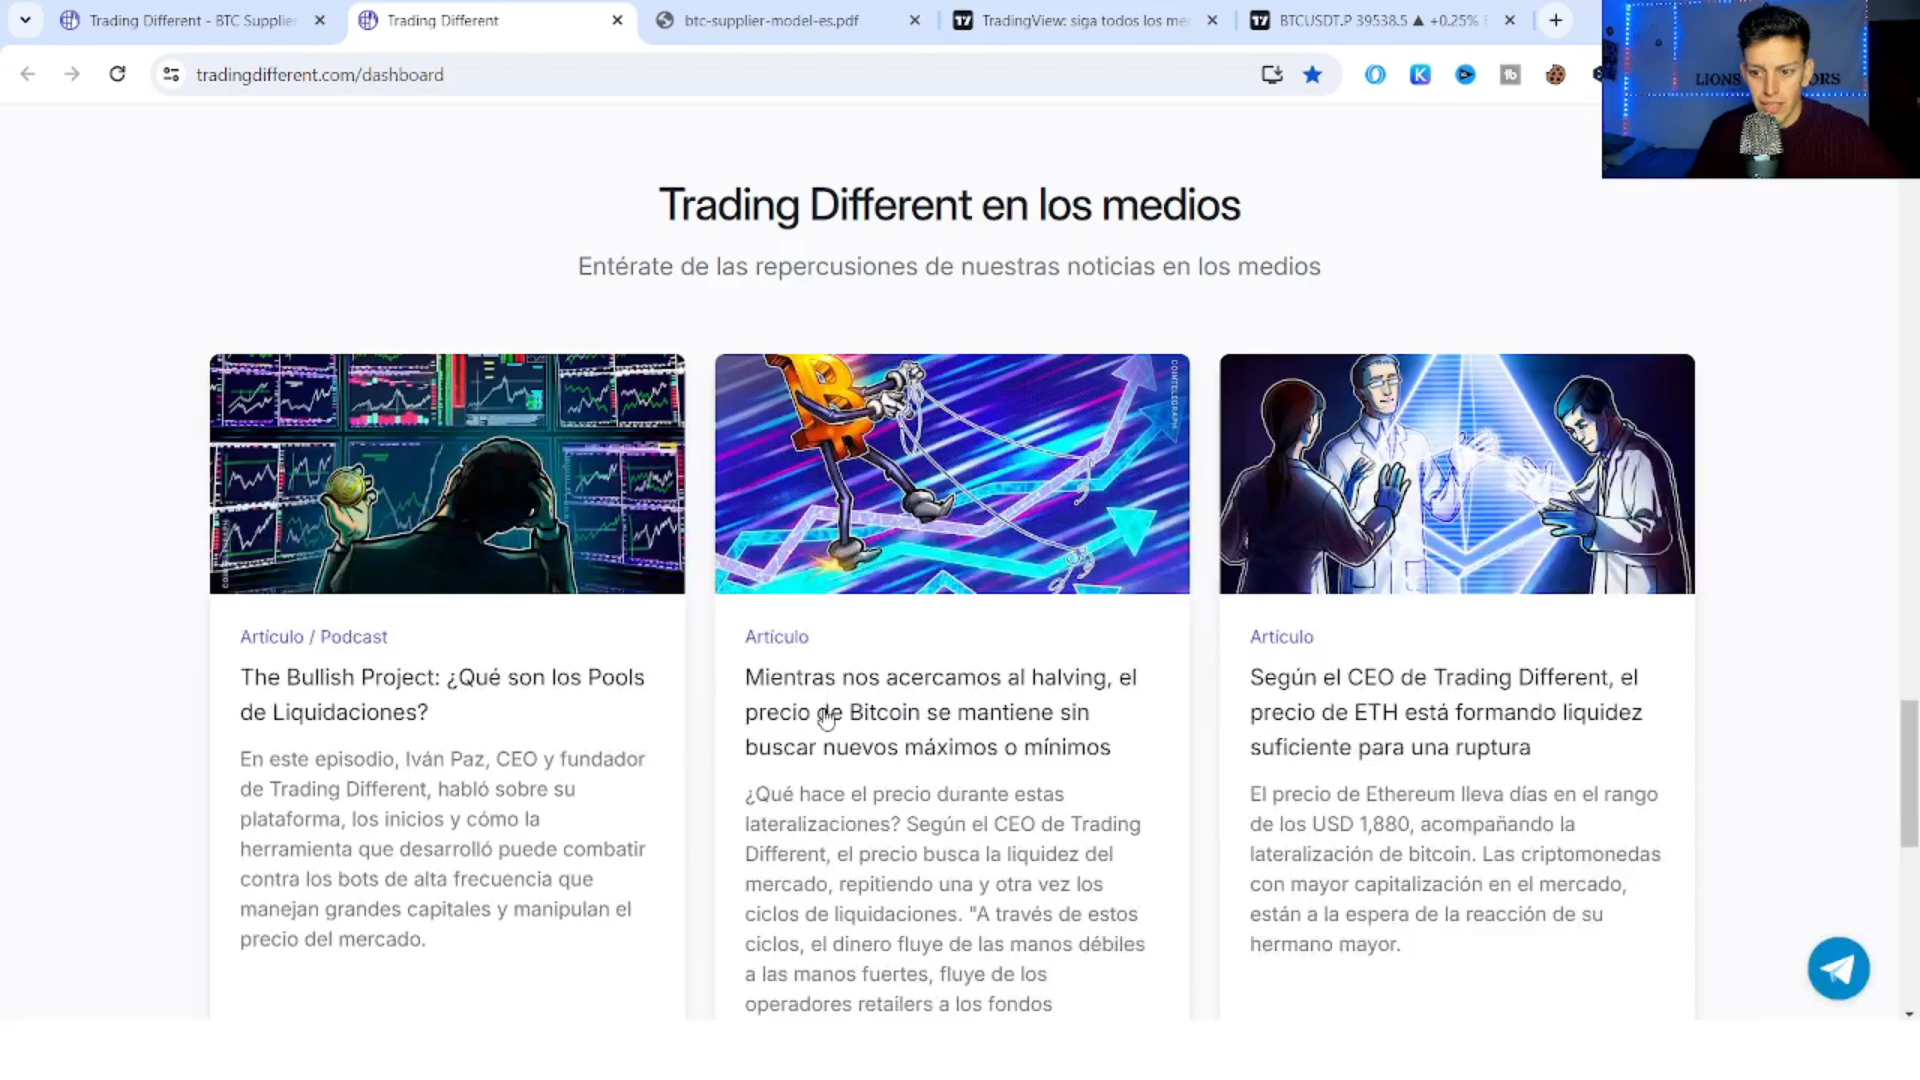 Trading Different - BTC Supplier
Trading Different
btc-supplier-model-es.pdf
TradingView: siga todos los me
BTCUSDT.P 39538.5 ▲ +0.25%
tradingdifferent.com/dashboard
LIONS
ORS
Trading Different en los medios
Entérate de las repercusiones de nuestras noticias en los medios
COINTELEGRAPH
Artículo / Podcast
The Bullish Project: ¿Qué son los Pools
de Liquidaciones?
En este episodio, Iván Paz, CEO y fundador
de Trading Different, habló sobre su
plataforma, los inicios y cómo la
herramienta que desarrolló puede combatir
contra los bots de alta frecuencia que
manejan grandes capitales y manipulan el
precio del mercado.
Artículo
Mientras nos acercamos al halving, el
precio de Bitcoin se mantiene sin
buscar nuevos máximos o mínimos
¿Qué hace el precio durante estas
lateralizaciones? Según el CEO de Trading
Different, el precio busca la liquidez del
mercado, repitiendo una y otra vez los
ciclos de liquidaciones. "A través de estos
ciclos, el dinero fluye de las manos débiles
a las manos fuertes, fluye de los
operadores retailers a los fondos
Artículo
Según el CEO de Trading Different, el
precio de ETH está formando liquidez
suficiente para una ruptura
El precio de Ethereum lleva días en el rango
de los USD 1,880, acompañando la
lateralización de bitcoin. Las criptomonedas
con mayor capitalización en el mercado,
están a la espera de la reacción de su
hermano mayor.